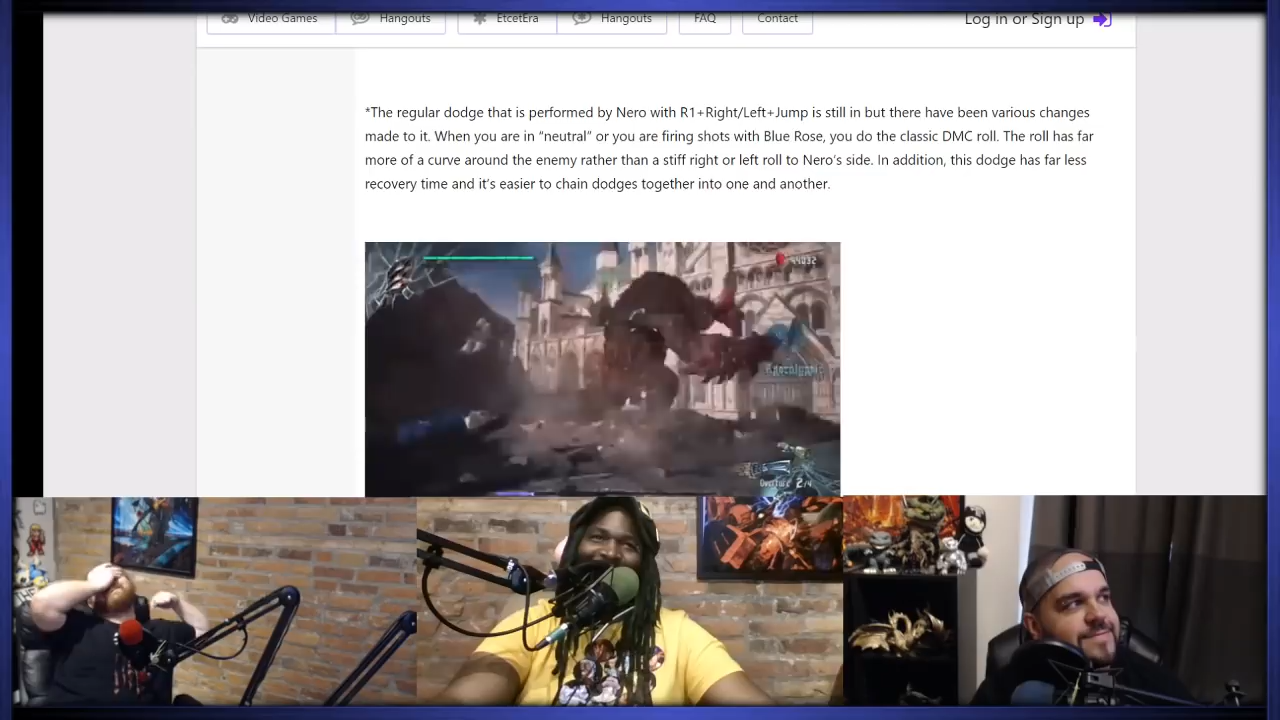 Video Games
Hangouts
EtcetEra
Hangouts
FAQ
Contact
Log in or Sign up
*The regular dodge that is performed by Nero with R1+Right/Left+Jump is still in but there have been various changes
made to it. When you are in “neutral” or you are firing shots with Blue Rose, you do the classic DMC roll. The roll has far
more of a curve around the enemy rather than a stiff right or left roll to Nero’s side. In addition, this dodge has far less
recovery time and it’s easier to chain dodges together into one and another.
44032
Apocalyptic
Overture 2/4